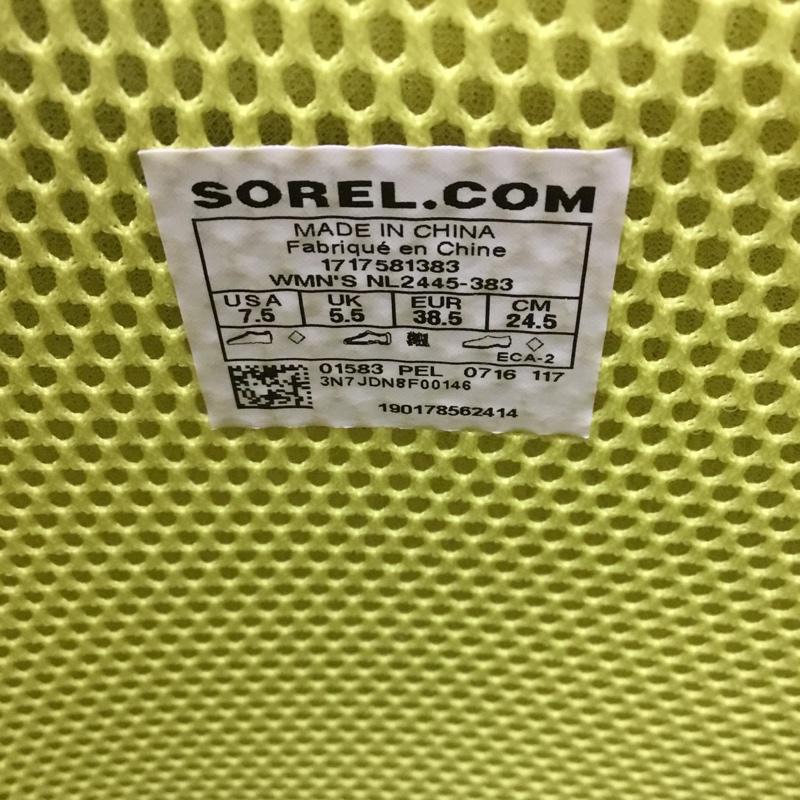 SOREL.COM
MADE IN CHINA
Fabriqué en Chine
1717581383
WMN'S NL2445-383
USA UK EUR CM
7.5 5.5 38.5 24.5
ECA-2
01583 PEL 0716 117
3N7JDN8F00146
190178562414